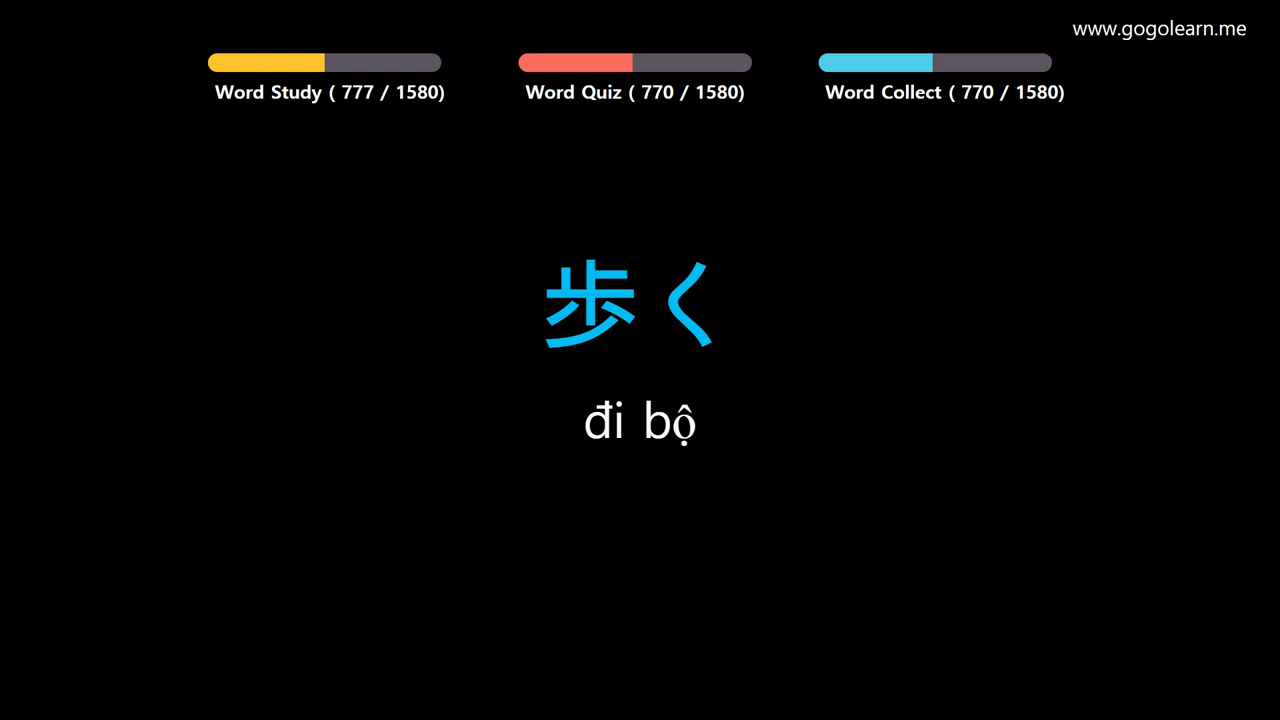 www.gogolearn.me
Word Study ( 777 / 1580)
Word Quiz ( 770 / 1580)
Word Collect ( 770 / 1580)
歩く
đi bộ